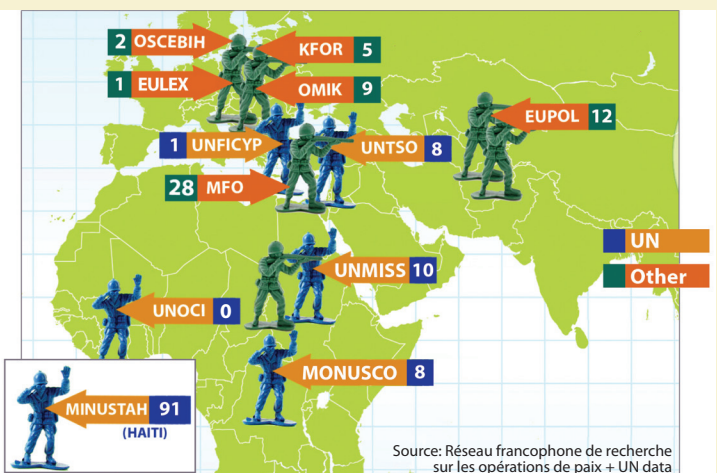 2 OSCEBIH
KFOR 5
1 EULEX
OMIK 9
EUPOL 12
1 UNFICYP
UNTSO 8
28 MFO
UN
Other
UNMISS 10
UNOCI 0
MONUSCO 8
MINUSTAH 91
(HAITI)
Source: Réseau francophone de recherche
sur les opérations de paix + UN data